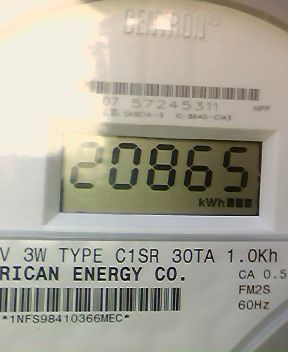 CENTRON®
07 57245311
20865
kWh
V 3W TYPE C1SR 30TA 1.0Kh
RICAN ENERGY CO.
CA 0.5
FM2S
60Hz
*1NFS98410366MEC*